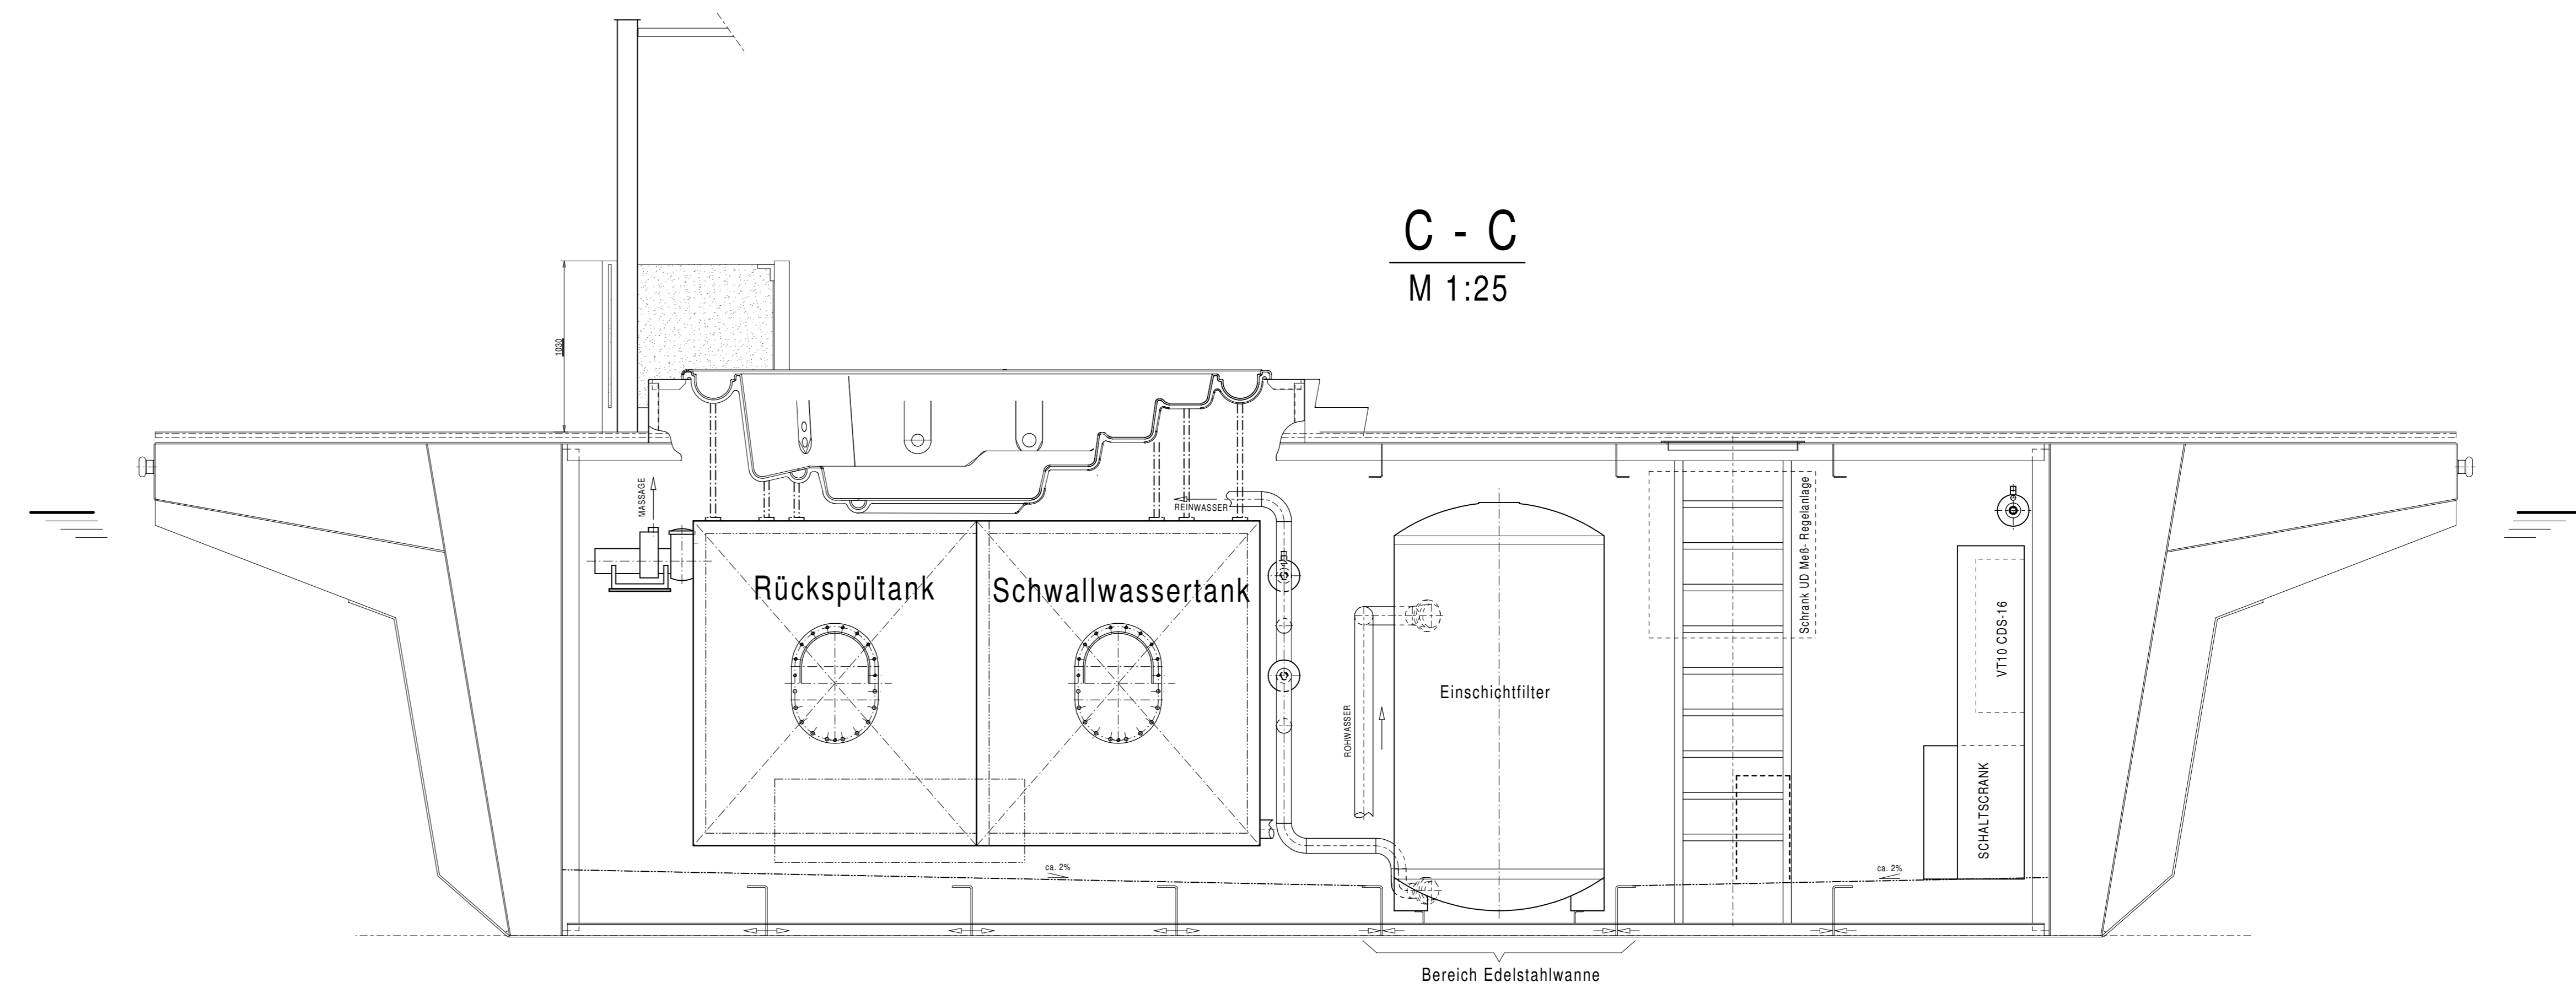 C - C
M 1:25
1030
MASSAGE
REINWASSER
Rückspültank
Schwallwassertank
Schrank UD Meß- Regelanlage
VT10 CDS-16
Einschichtfilter
ROHWASSER
SCHALTSCRANK
ca. 2%
ca. 2%
Bereich Edelstahlwanne